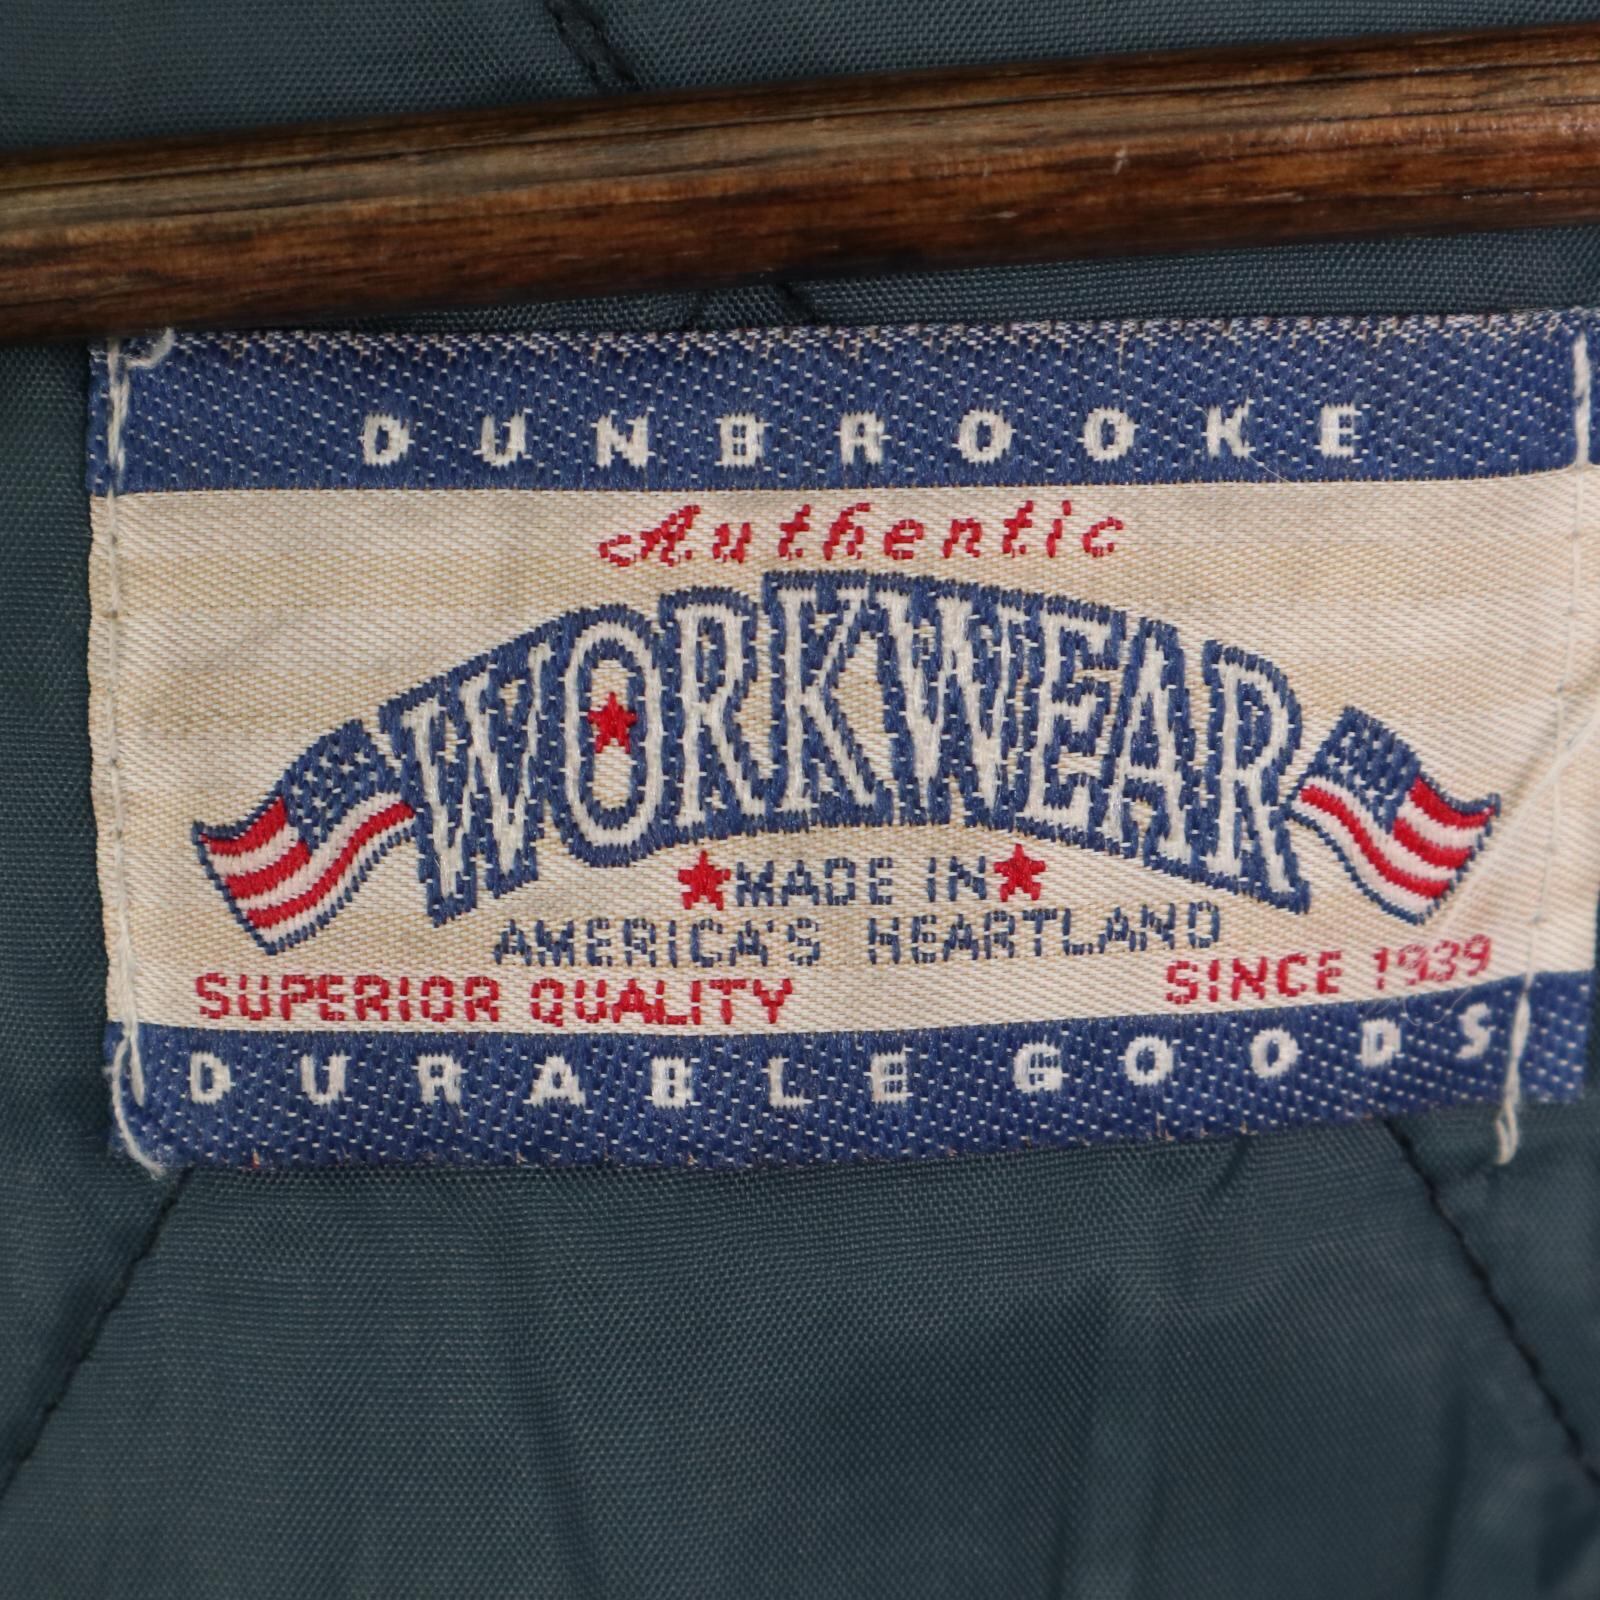 DUNBROOKE
Authentic
WORKWEAR
MADE IN
AMERICA'S HEARTLAND
SUPERIOR QUALITY SINCE 1939
DURABLE GOODS